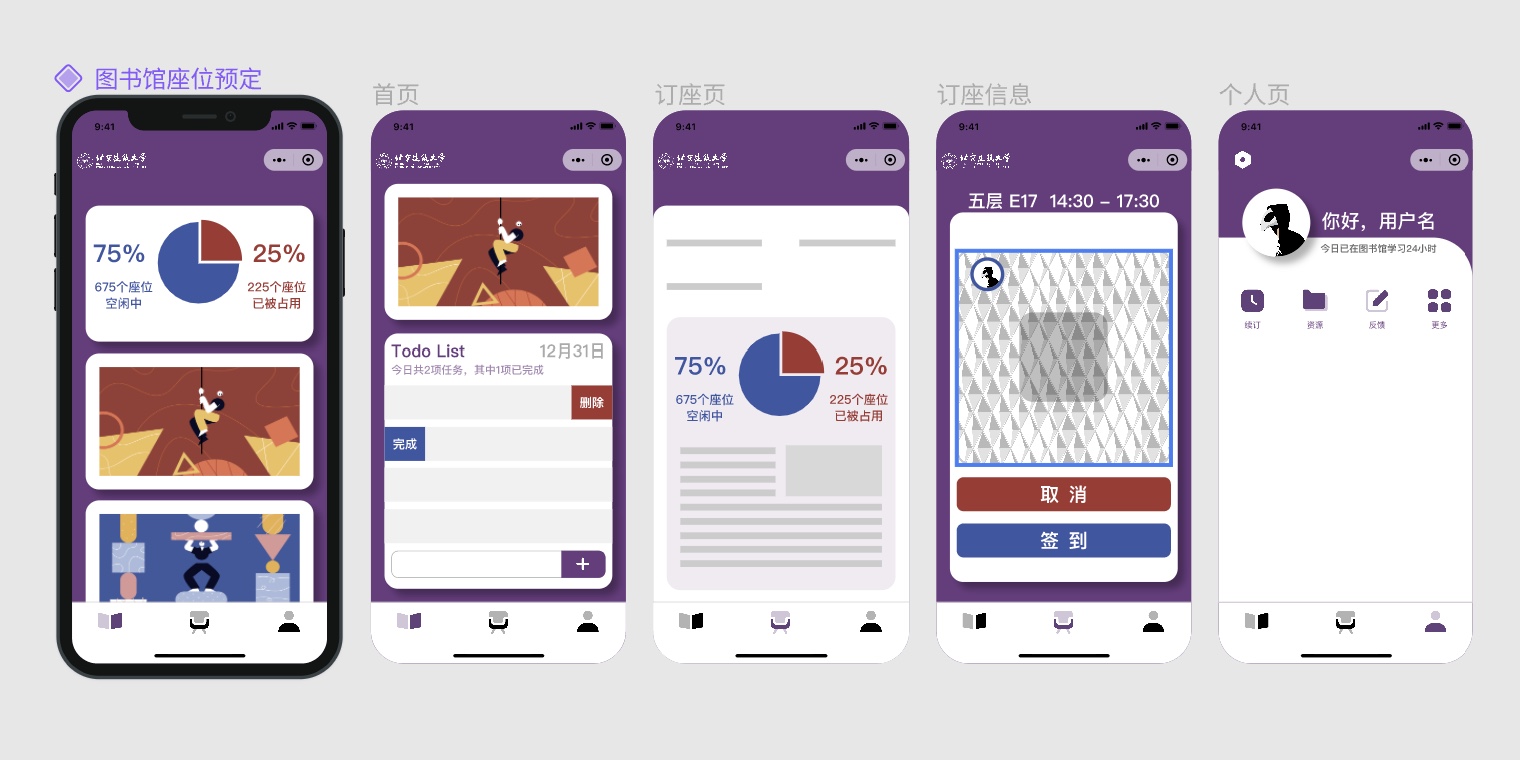 图书馆座位预定
9:41
75%
25%
675个座位
空闲中
225个座位
已被占用
首页
9:41
Todo List
12月31日
今日共2项任务，其中1项已完成
删除
完成
+
订座页
9:41
75%
25%
675个座位
空闲中
225个座位
已被占用
订座信息
9:41
五层 E17 14:30 – 17:30
取 消
签 到
个人页
9:41
你好，用户名
今日已在图书馆学习24小时
续订
资源
反馈
更多